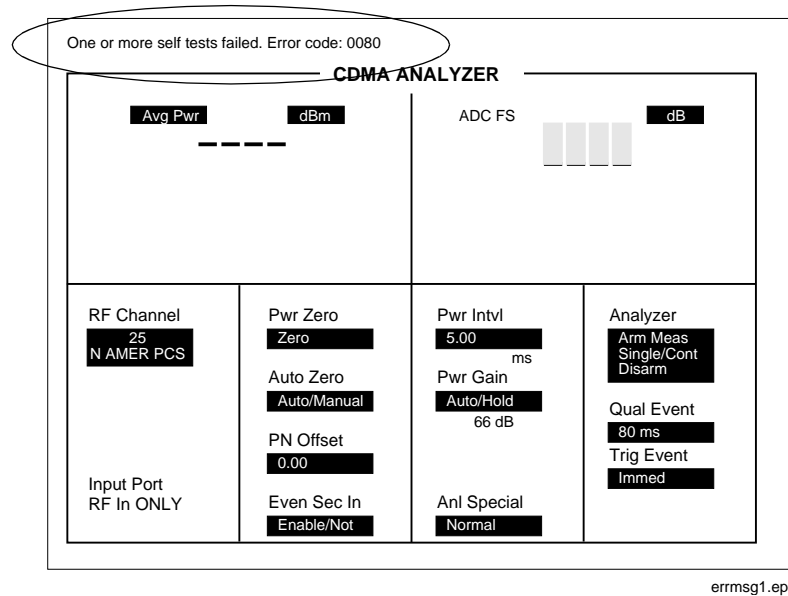 One or more self tests failed. Error code: 0080
CDMA ANALYZER
Avg Pwr
dBm
ADC FS
dB
RF Channel
25
N AMER PCS
Input Port
RF In ONLY
Pwr Zero
Zero
Auto Zero
Auto/Manual
PN Offset
0.00
Even Sec In
Enable/Not
Pwr Intvl
5.00
ms
Pwr Gain
Auto/Hold
66 dB
Anl Special
Normal
Analyzer
Arm Meas
Single/Cont
Disarm
Qual Event
80 ms
Trig Event
Immed
errmsg1.ep